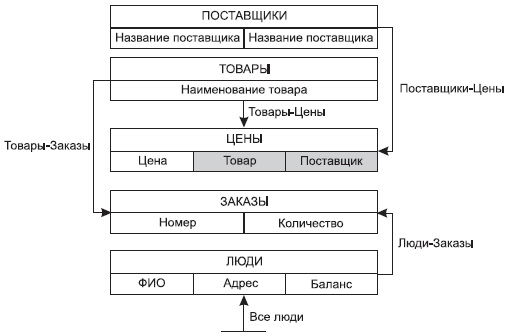 ПОСТАВЩИКИ
Название поставщика Название поставщика
ТОВАРЫ
Наименование товара
Поставщики-Цены
Товары-Цены
ЦЕНЫ
Товары-Заказы
Цена Товар Поставщик
ЗАКАЗЫ
Номер Количество
Люди-Заказы
ЛЮДИ
ФИО Адрес Баланс
Все люди